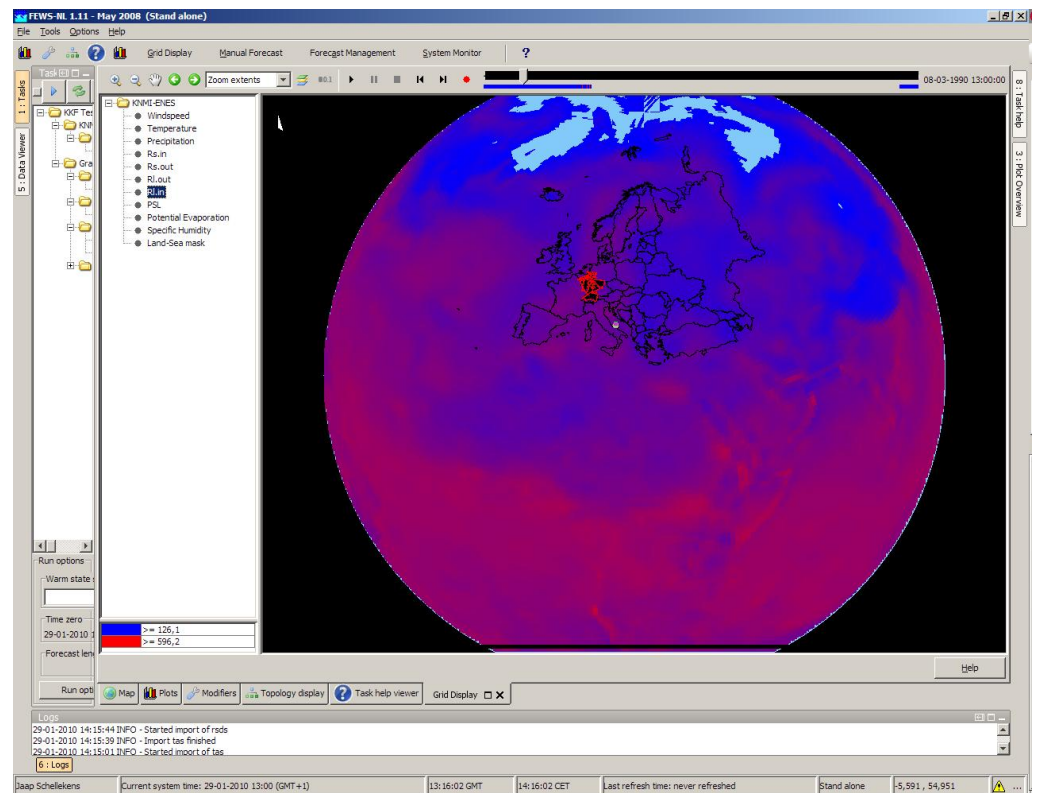 FEWS-NL 1.11 - May 2008 (Stand alone)
File Tools Options Help
Grid Display Manual Forecast Forecast Management System Monitor ?
Task
Zoom extents
08-03-1990 13:00:00
1 : Tasks
5 : Data Viewer
8 : Task help
3 : Plot Overview
KKF Tes
KNM
Gra
KNMI-ENES
Windspeed
Temperature
Precipitation
Rs.in
Rs.out
Rl.out
Rl.in
PSL
Potential Evaporation
Specific Humidity
Land-Sea mask
Run options
Warm state s
Time zero
29-01-2010 1
Forecast len
Run opti
>= 126,1
>= 596,2
Help
Map Plots Modifiers Topology display Task help viewer Grid Display
Logs
29-01-2010 14:15:44 INFO - Started import of rsds
29-01-2010 14:15:39 INFO - Import tas finished
29-01-2010 14:15:01 INFO - Started import of tas
6 : Logs
Jaap Schellekens Current system time: 29-01-2010 13:00 (GMT+1) 13:16:02 GMT 14:16:02 CET Last refresh time: never refreshed Stand alone -5,591 , 54,951 ...